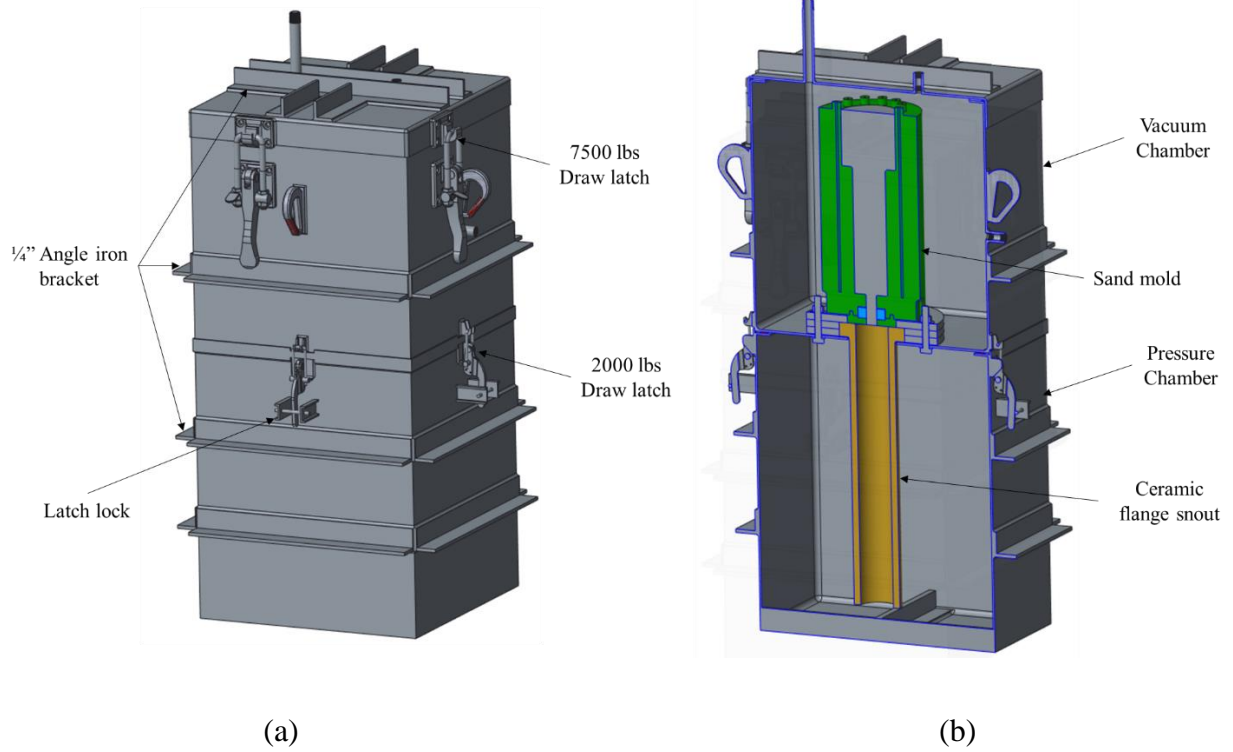 7500 lbs
Draw latch
¼” Angle iron
bracket
2000 lbs
Draw latch
Latch lock
Vacuum
Chamber
Sand mold
Pressure
Chamber
Ceramic
flange snout
(a)
(b)